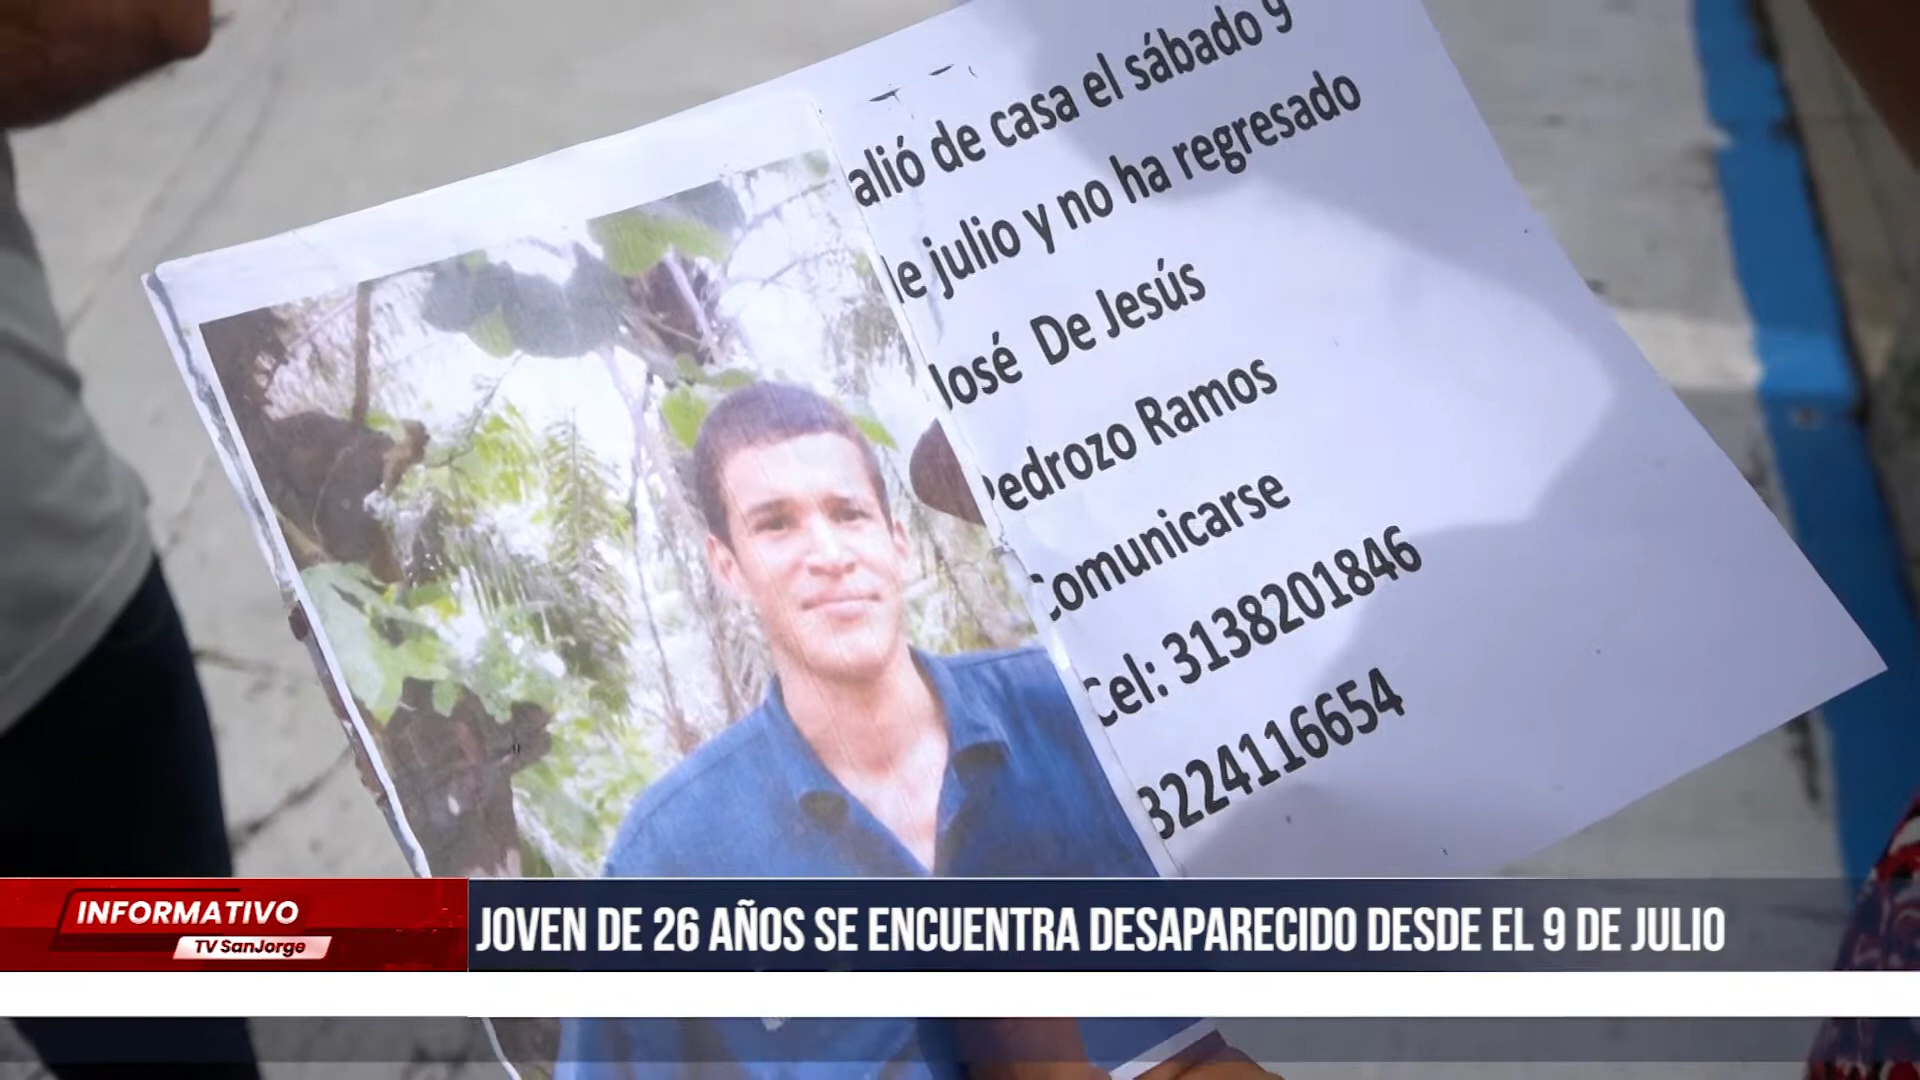 alió de casa el sábado 9
de julio y no ha regresado
José De Jesús
Pedrozo Ramos
Comunicarse
Cel: 3138201846
3224116654
INFORMATIVO
TV SanJorge
JOVEN DE 26 AÑOS SE ENCUENTRA DESAPARECIDO DESDE EL 9 DE JULIO